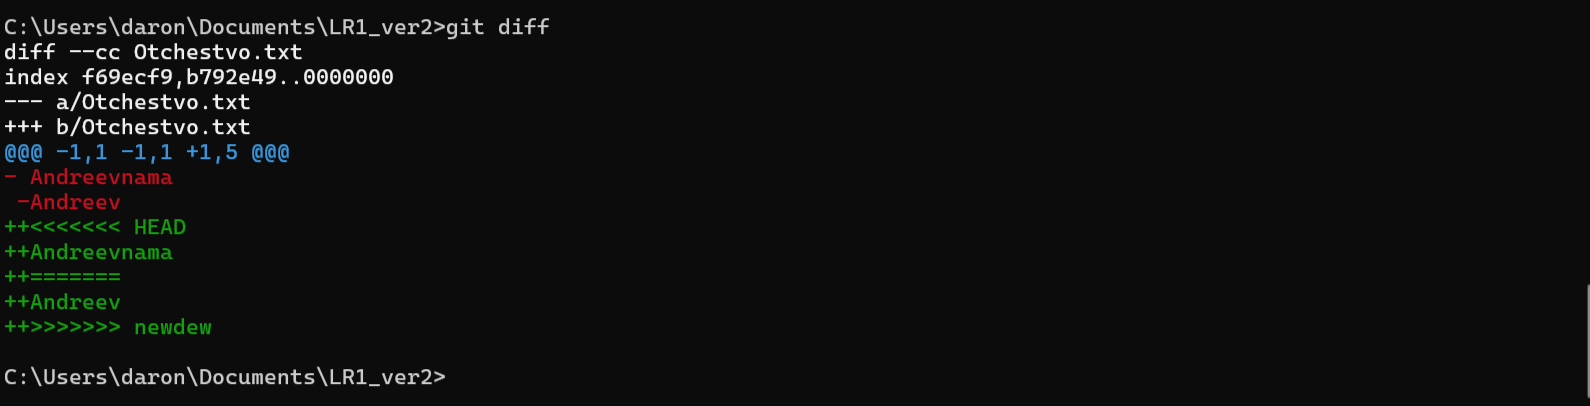 C:\Users\daron\Documents\LR1_ver2>git diff
diff --cc Otchestvo.txt
index f69ecf9,b792e49..0000000
--- a/Otchestvo.txt
+++ b/Otchestvo.txt
@@@ -1,1 -1,1 +1,5 @@@
- Andreevnama
 -Andreev
++<<<<<<< HEAD
++Andreevnama
++=======
++Andreev
++>>>>>>> newdew
C:\Users\daron\Documents\LR1_ver2>